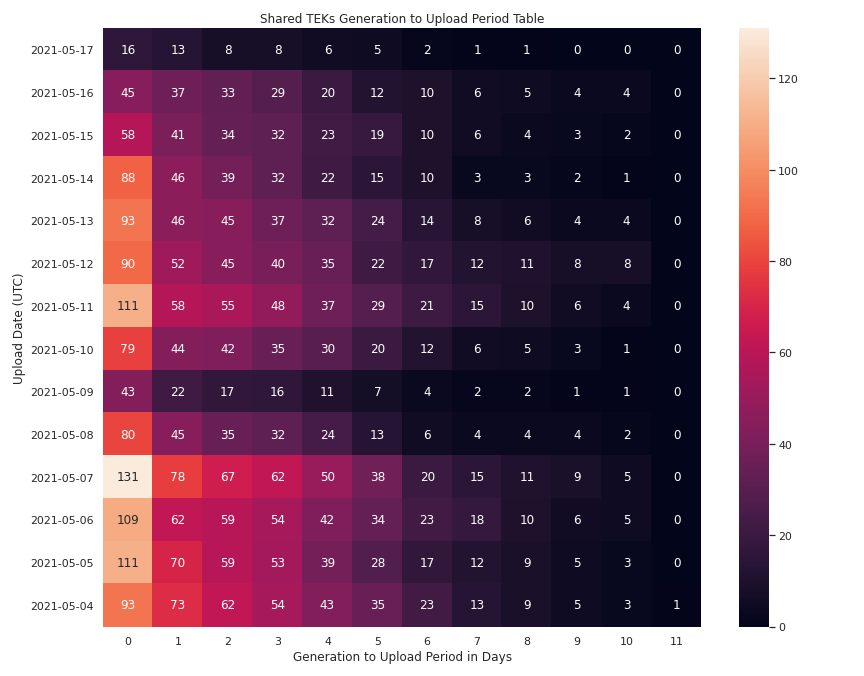 Shared TEKs Generation to Upload Period Table
Upload Date (UTC)
2021-05-17 16 13 8 8 6 5 2 1 1 0 0 0
2021-05-16 45 37 33 29 20 12 10 6 5 4 4 0
2021-05-15 58 41 34 32 23 19 10 6 4 3 2 0
2021-05-14 88 46 39 32 22 15 10 3 3 2 1 0
2021-05-13 93 46 45 37 32 24 14 8 6 4 4 0
2021-05-12 90 52 45 40 35 22 17 12 11 8 8 0
2021-05-11 111 58 55 48 37 29 21 15 10 6 4 0
2021-05-10 79 44 42 35 30 20 12 6 5 3 1 0
2021-05-09 43 22 17 16 11 7 4 2 2 1 1 0
2021-05-08 80 45 35 32 24 13 6 4 4 4 2 0
2021-05-07 131 78 67 62 50 38 20 15 11 9 5 0
2021-05-06 109 62 59 54 42 34 23 18 10 6 5 0
2021-05-05 111 70 59 53 39 28 17 12 9 5 3 0
2021-05-04 93 73 62 54 43 35 23 13 9 5 3 1
0 1 2 3 4 5 6 7 8 9 10 11
Generation to Upload Period in Days
120
100
80
60
40
20
0